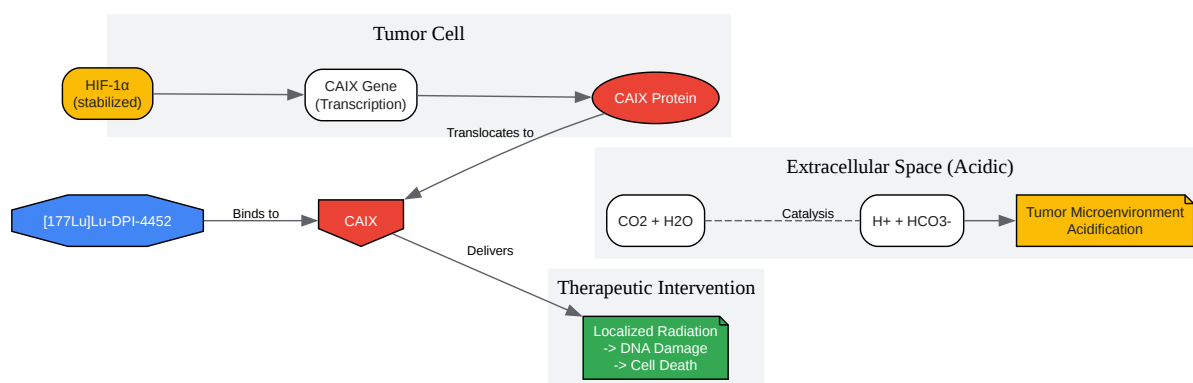 Tumor Cell
HIF-1α
(stabilized)
CAIX Gene
(Transcription)
CAIX Protein
Translocates to
Extracellular Space (Acidic)
[177Lu]Lu-DPI-4452
Binds to
CAIX
CO2 + H2O
Catalysis
H+ + HCO3-
Tumor Microenvironment
Acidification
Delivers
Therapeutic Intervention
Localized Radiation
-> DNA Damage
-> Cell Death